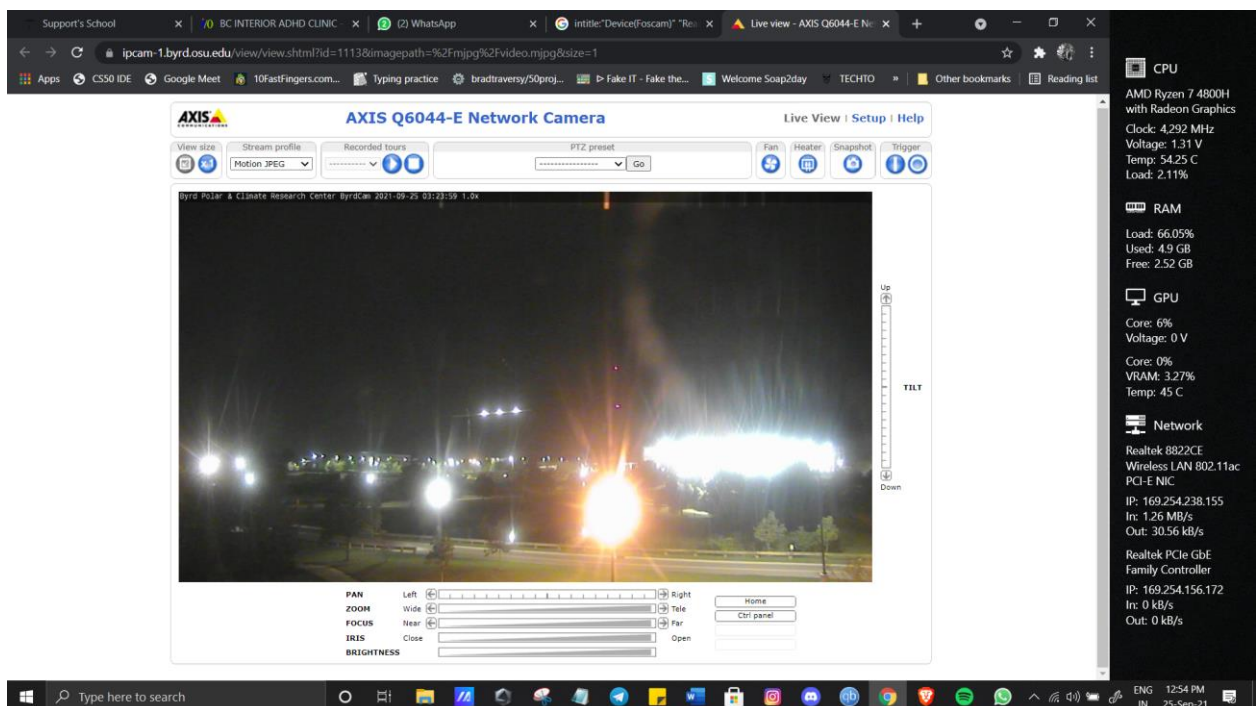 Support's School
BC INTERIOR ADHD CLINIC
(2) WhatsApp
intitle:"Device(Foscam)" "Rea
Live view - AXIS Q6044-E Ne
ipcam-1.byrd.osu.edu/view/view.shtml?id=1113&imagepath=%2Fmjpg%2Fvideo.mjpg&size=1
Apps
CS50 IDE
Google Meet
10FastFingers.com...
Typing practice
bradtraversy/50proj...
Fake IT - Fake the...
Welcome Soap2day
TECHTO
»
Other bookmarks
Reading list
AXIS
COMMUNICATIONS
AXIS Q6044-E Network Camera
Live View | Setup | Help
View size
Stream profile
Recorded tours
PTZ preset
Fan
Heater
Snapshot
Trigger
Motion JPEG
----------
---------------
Go
Byrd Polar & Climate Research Center ByrdCam 2021-09-25 03:23:59 1.0x
Up
TILT
Down
PAN Left Right
ZOOM Wide Tele
FOCUS Near Far
IRIS Close Open
BRIGHTNESS
Home
Ctrl panel
CPU
AMD Ryzen 7 4800H
with Radeon Graphics
Clock: 4,292 MHz
Voltage: 1.31 V
Temp: 54.25 C
Load: 2.11%
RAM
Load: 66.05%
Used: 4.9 GB
Free: 2.52 GB
GPU
Core: 6%
Voltage: 0 V
Core: 0%
VRAM: 3.27%
Temp: 45 C
Network
Realtek 8822CE
Wireless LAN 802.11ac
PCI-E NIC
IP: 169.254.238.155
In: 1.26 MB/s
Out: 30.56 kB/s
Realtek PCIe GbE
Family Controller
IP: 169.254.156.172
In: 0 kB/s
Out: 0 kB/s
Type here to search
qb
ENG
IN
12:54 PM
25-Sep-21